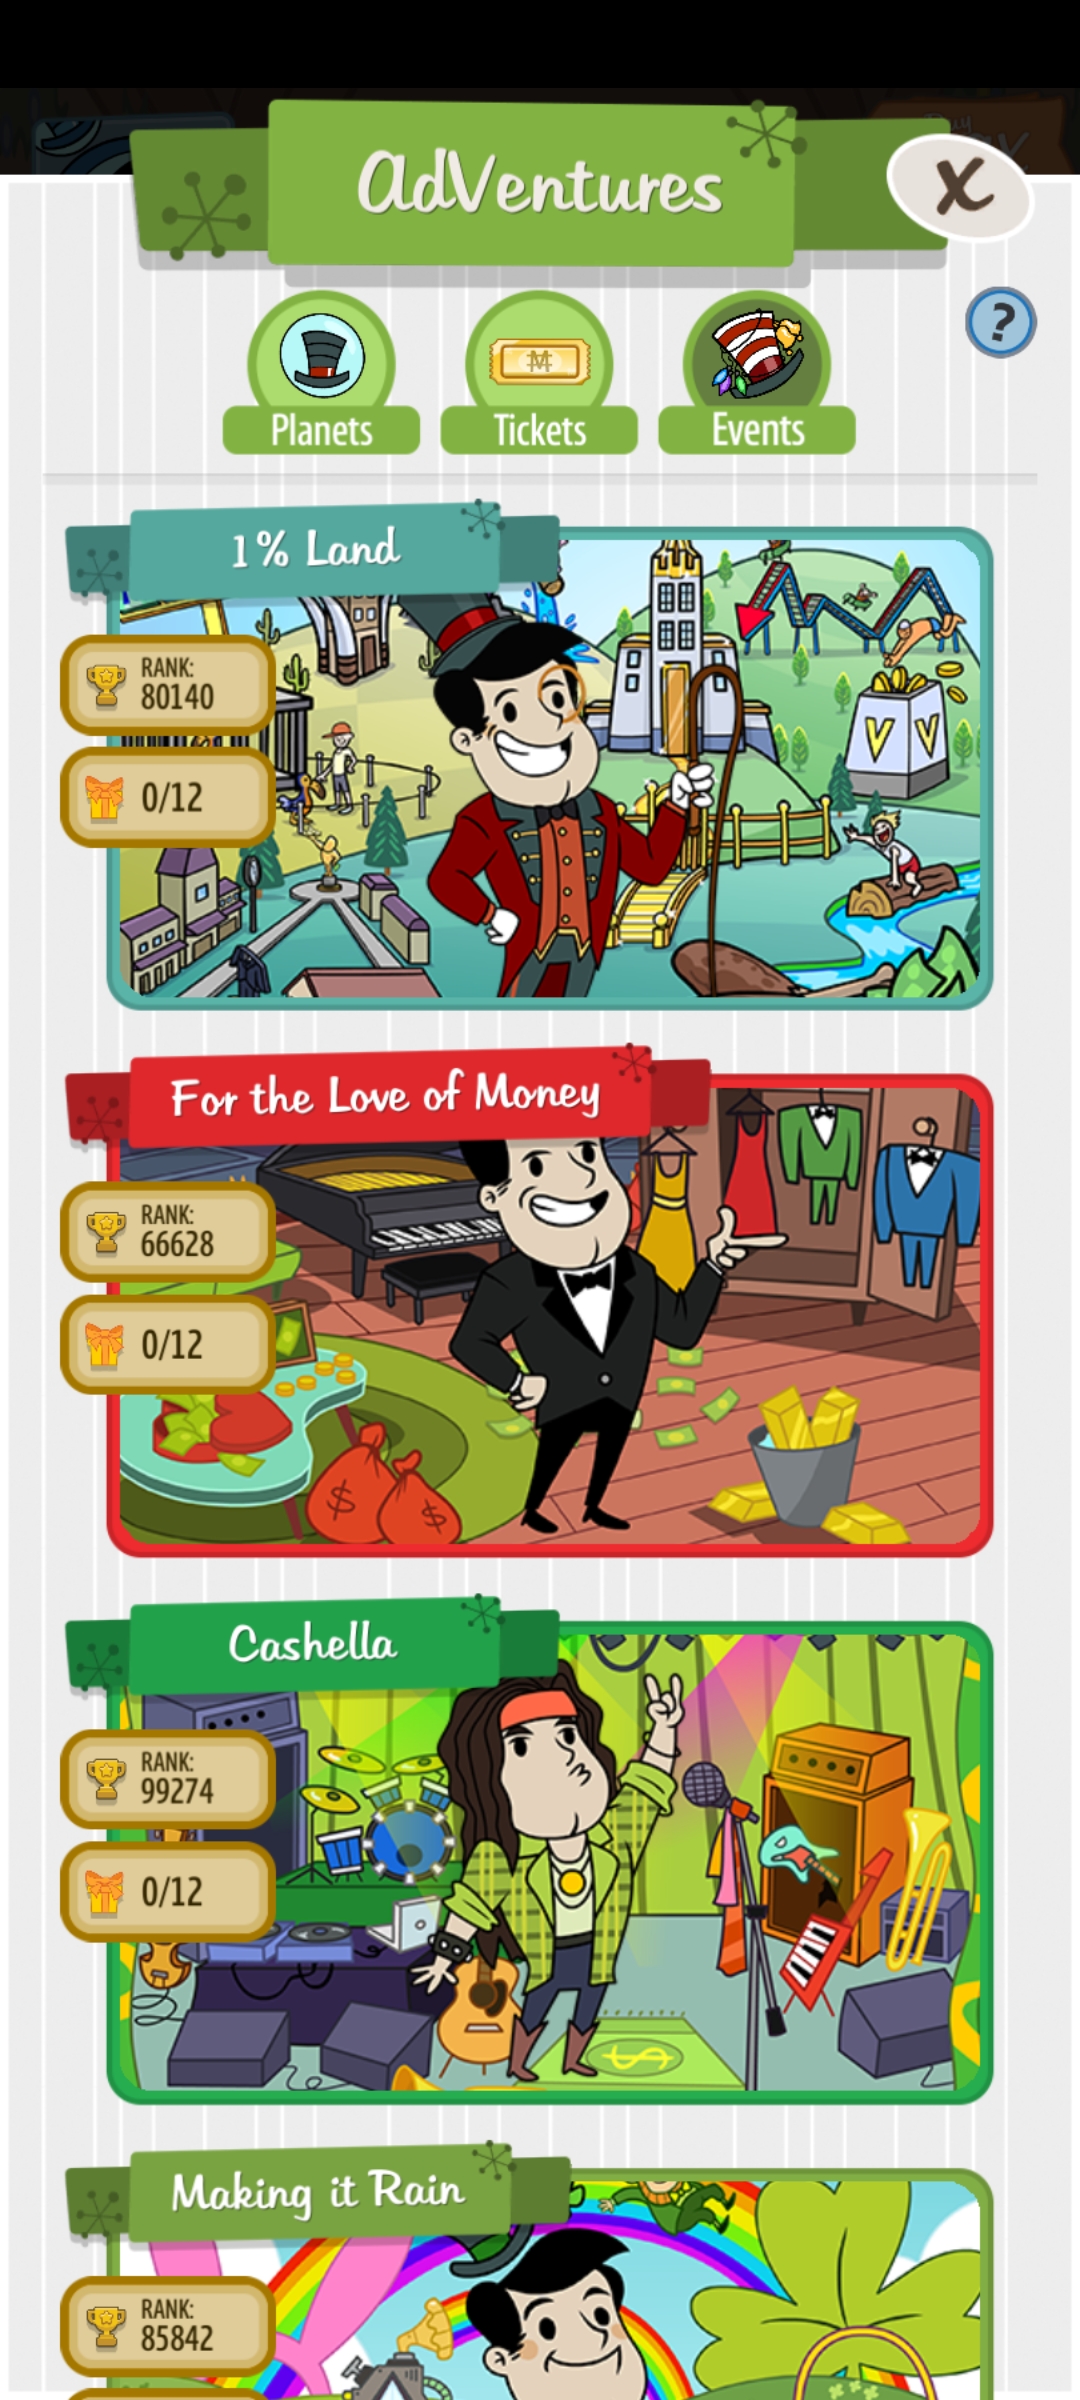 AdVentures
X
?
Planets
Tickets
Events
1% Land
RANK:
80140
0/12
V V
For the Love of Money
RANK:
66628
0/12
$
$
Cashella
RANK:
99274
0/12
$
Making it Rain
RANK:
85842